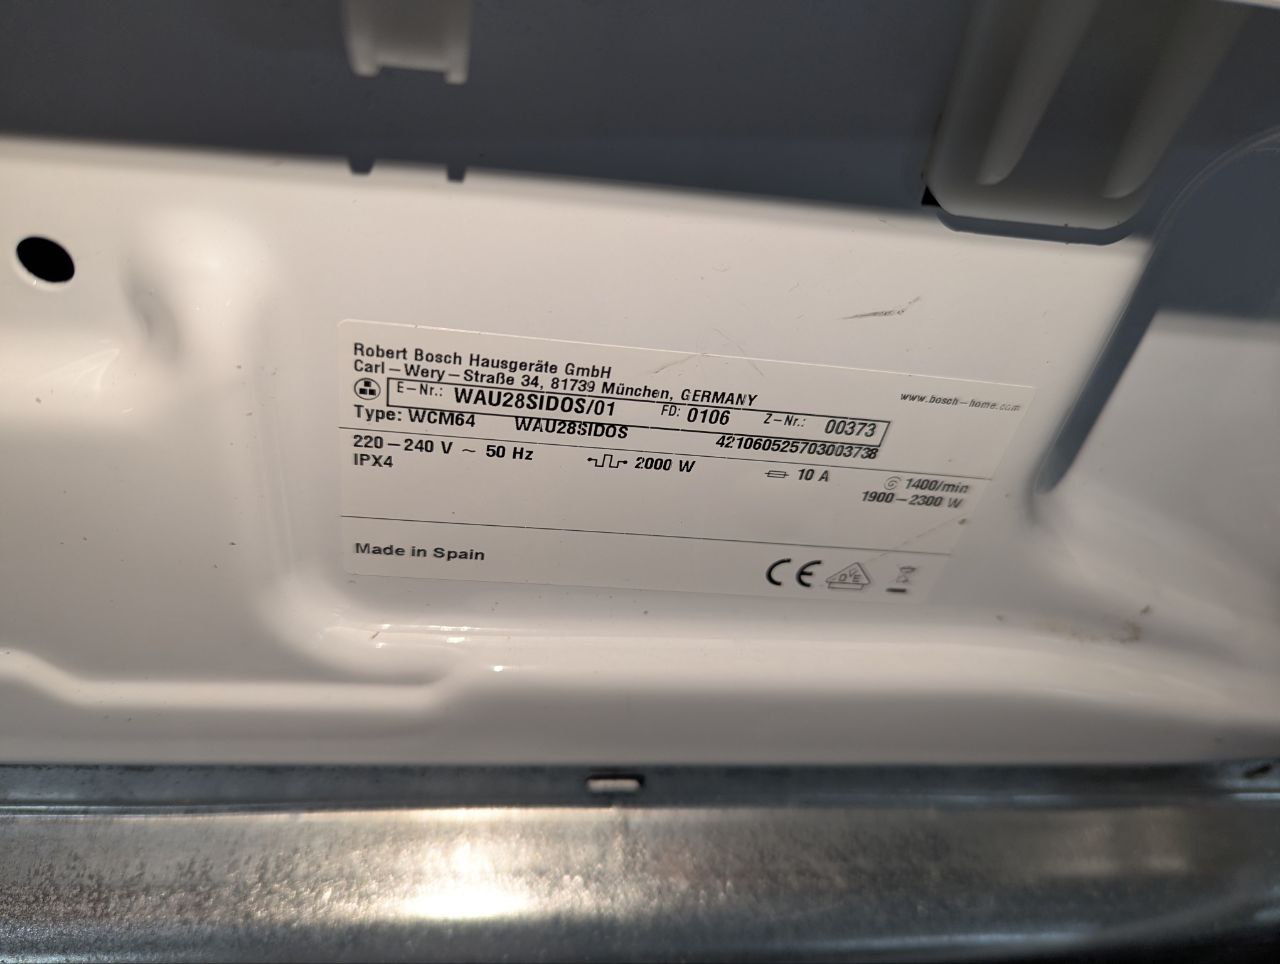 Robert Bosch Hausgeräte GmbH
Carl-Wery-Straße 34, 81739 München, GERMANY
www.bosch-home.com
E-Nr.: WAU28SIDOS/01 FD: 0106 Z-Nr.: 00373
Type: WCM64 WAU28SIDOS 421060525703003738
220-240 V ~ 50 Hz 2000 W 10 A 1400/min
IPX4 1900-2300 W
Made in Spain CE